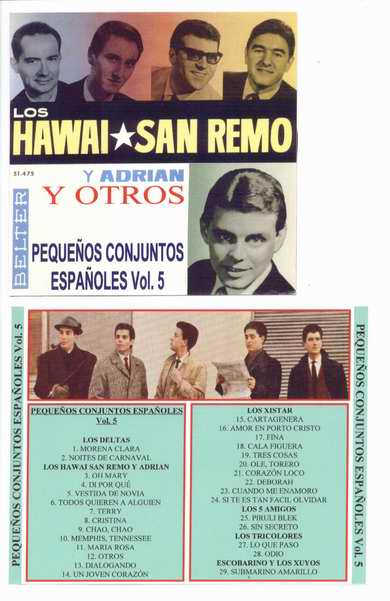 LOS
HAWAI★SAN REMO
51.475
Y ADRIAN
Y OTROS
BELTER
PEQUEÑOS CONJUNTOS
ESPAÑOLES Vol. 5
PEQUEÑOS CONJUNTOS ESPAÑOLES Vol. 5
PEQUEÑOS CONJUNTOS ESPAÑOLES
Vol. 5
LOS DELTAS
1. MORENA CLARA
2. NOITES DE CARNAVAL
LOS HAWAI SAN REMO Y ADRIAN
3. OH MARY
4. DI POR QUÉ
5. VESTIDA DE NOVIA
6. TODOS QUIEREN A ALGUIEN
7. TERRY
8. CRISTINA
9. CHAO, CHAO
10. MEMPHIS, TENNESSEE
11. MARIA ROSA
12. OTROS
13. DIALOGANDO
14. UN JOVEN CORAZÓN
LOS XISTAR
15. CARTAGENERA
16. AMOR EN PORTO CRISTO
17. FINA
18. CALA FIGUERA
19. TRES COSAS
20. OLE, TORERO
21. CORAZÓN LOCO
22. DEBORAH
23. CUANDO ME ENAMORO
24. SI TE ES TAN FACIL OLVIDAR
LOS 5 AMIGOS
25. PIRULI BLEK
26. SIN SECRETO
LOS TRICOLORES
27. LO QUE PASO
28. ODIO
ESCOBARINO Y LOS XUYOS
29. SUBMARINO AMARILLO
PEQUEÑOS CONJUNTOS ESPAÑOLES Vol. 5